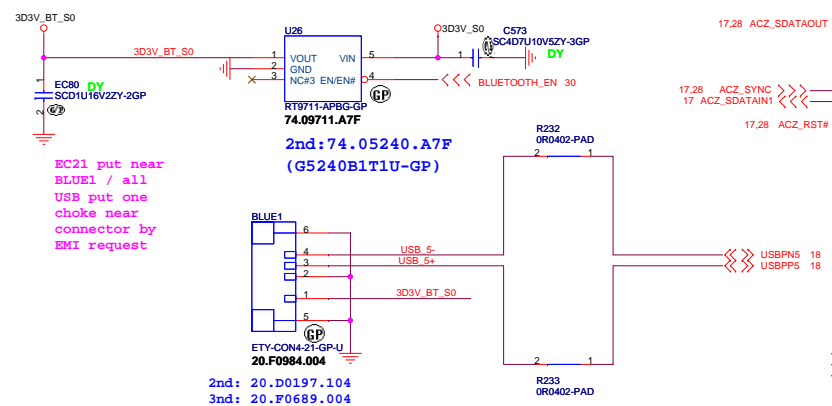 3D3V_BT_S0
3D3V_BT_S0
1
2
EC80
DY
SCD1U16V2ZY-2GP
EC21 put near
BLUE1 / all
USB put one
choke near
connector by
EMI request
U26
1 VOUT VIN 5
2 GND
3 NC#3 EN/EN# 4
GP
RT9711-APBG-GP
74.09711.A7F
2nd:74.05240.A7F
(G5240B1T1U-GP)
3D3V_S0
C573
SC4D7U10V5ZY-3GP
1
DY
BLUETOOTH_EN 30
17,28 ACZ_SDATAOUT
17,28 ACZ_SYNC
17 ACZ_SDATAIN1
17,28 ACZ_RST#
R232
0R0402-PAD
2 1
BLUE1
6
4 USB_5-
3 USB_5+
2
1 3D3V_BT_S0
5
GP
ETY-CON4-21-GP-U
20.F0984.004
2nd: 20.D0197.104
3nd: 20.F0689.004
USBPN5 18
USBPP5 18
2 1
R233
0R0402-PAD